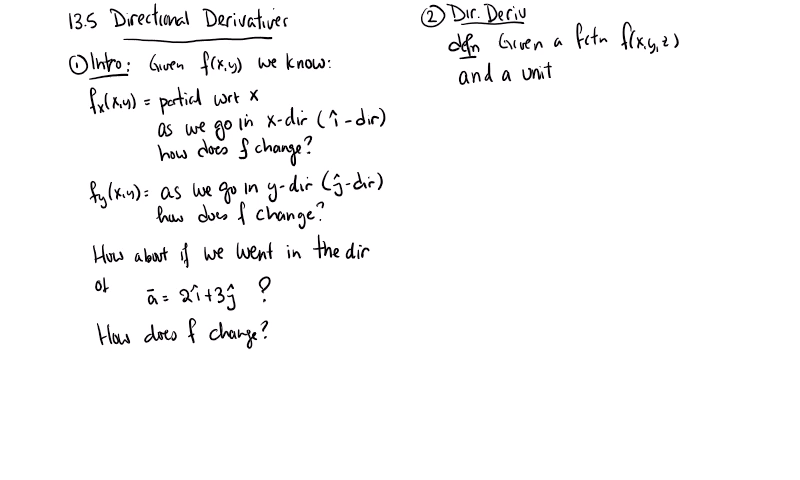 13.5 Directional Derivatives
① Intro: Given f(x,y) we know:
fx(x,y) = partial wrt x
as we go in x-dir (î-dir)
how does f change?
fy(x,y) = as we go in y-dir (ĵ-dir)
how does f change?
How about if we went in the dir
of ā = 2î+3ĵ ?
How does f change?
② Dir. Deriv
defn Given a fctn f(x,y,z)
and a unit